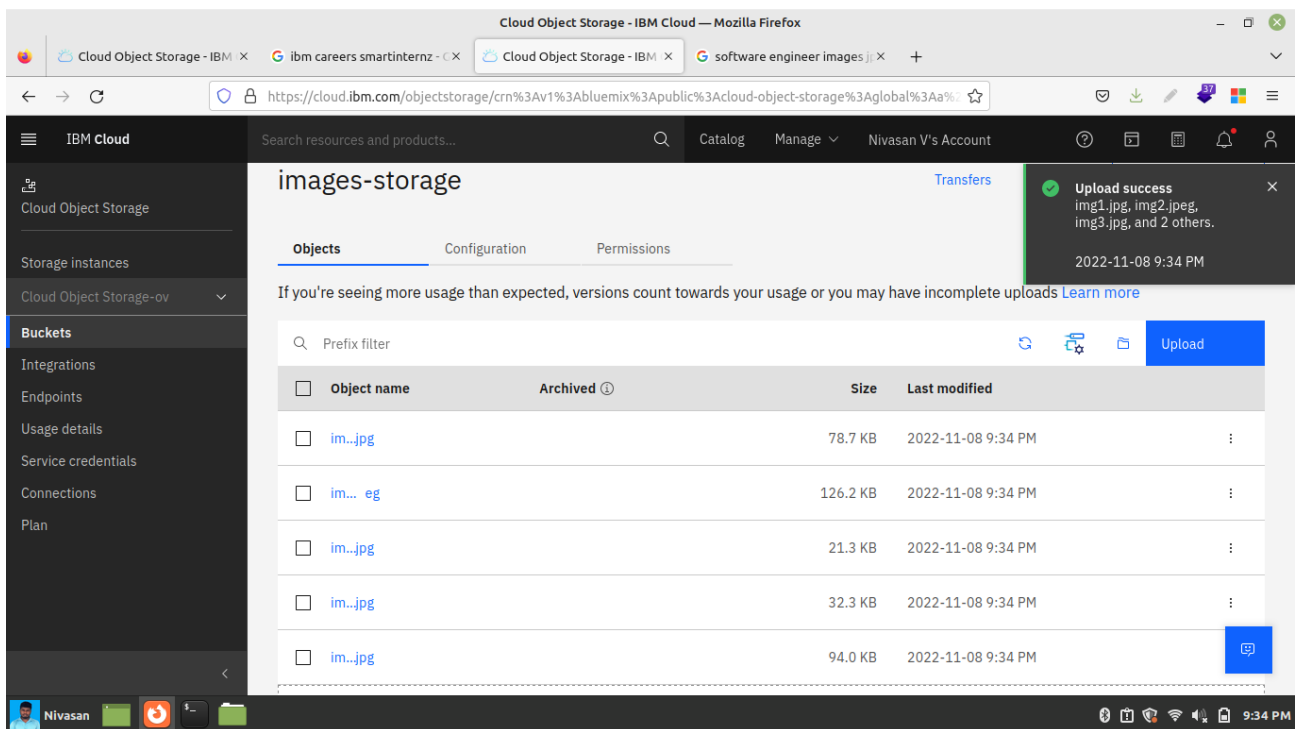 Cloud Object Storage - IBM Cloud — Mozilla Firefox
Cloud Object Storage - IBM
ibm careers smartinternz -
Cloud Object Storage - IBM
software engineer images
https://cloud.ibm.com/objectstorage/crn%3Av1%3Abluemix%3Apublic%3Acloud-object-storage%3Aglobal%3Aa%2
37
IBM Cloud
Search resources and products...
Catalog
Manage
Nivasan V's Account
Cloud Object Storage
Storage instances
Cloud Object Storage-ov
Buckets
Integrations
Endpoints
Usage details
Service credentials
Connections
Plan
images-storage
Transfers
Upload success
img1.jpg, img2.jpeg,
img3.jpg, and 2 others.
2022-11-08 9:34 PM
Objects
Configuration
Permissions
If you're seeing more usage than expected, versions count towards your usage or you may have incomplete uploads Learn more
Prefix filter
Upload
Object name Archived Size Last modified
im...jpg 78.7 KB 2022-11-08 9:34 PM
im... eg 126.2 KB 2022-11-08 9:34 PM
im...jpg 21.3 KB 2022-11-08 9:34 PM
im...jpg 32.3 KB 2022-11-08 9:34 PM
im...jpg 94.0 KB 2022-11-08 9:34 PM
Nivasan
9:34 PM